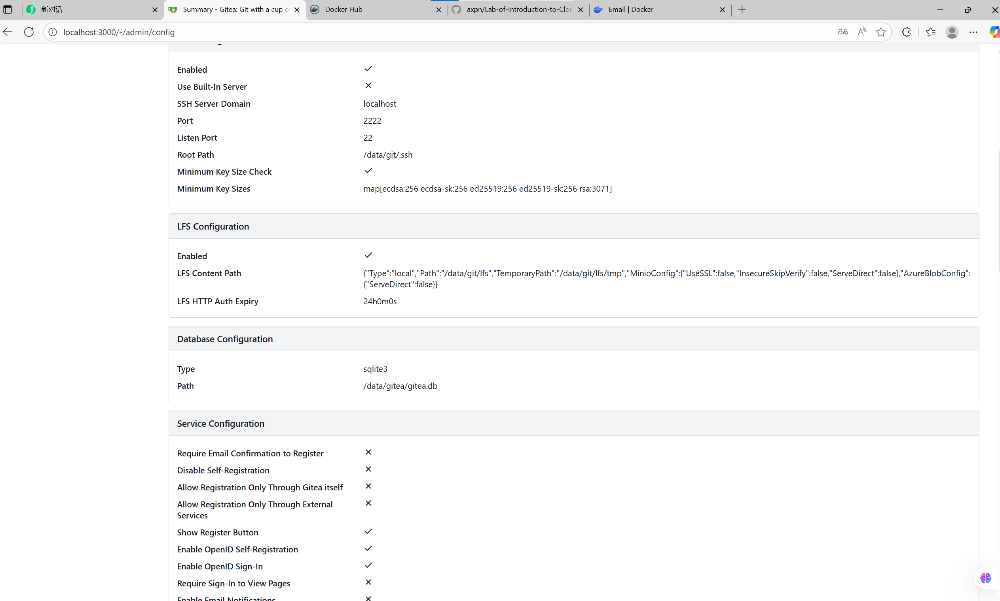 新对话
Summary - Gitea: Git with a cup o
Docker Hub
axpn/Lab-of-Introduction-to-Clou
Email | Docker
localhost:3000/-/admin/config
Enabled
Use Built-In Server
SSH Server Domain localhost
Port 2222
Listen Port 22
Root Path /data/git/.ssh
Minimum Key Size Check
Minimum Key Sizes map[ecdsa:256 ecdsa-sk:256 ed25519:256 ed25519-sk:256 rsa:3071]
LFS Configuration
Enabled
LFS Content Path {"Type":"local","Path":"/data/git/lfs","TemporaryPath":"/data/git/lfs/tmp","MinioConfig":{"UseSSL":false,"InsecureSkipVerify":false,"ServeDirect":false},"AzureBlobConfig":
{"ServeDirect":false}}
LFS HTTP Auth Expiry 24h0m0s
Database Configuration
Type sqlite3
Path /data/gitea/gitea.db
Service Configuration
Require Email Confirmation to Register
Disable Self-Registration
Allow Registration Only Through Gitea itself
Allow Registration Only Through External
Services
Show Register Button
Enable OpenID Self-Registration
Enable OpenID Sign-In
Require Sign-In to View Pages
Enable Email Notifications